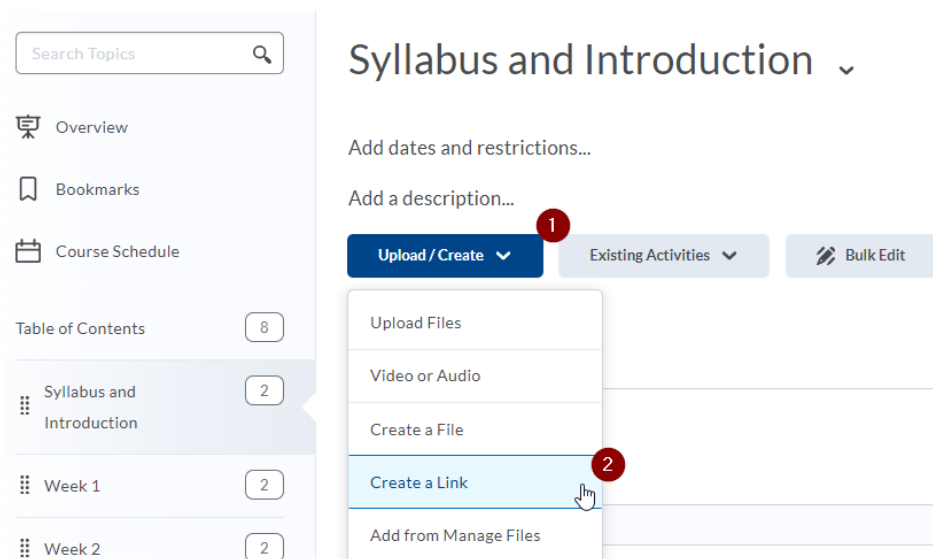 Search Topics
Overview
Bookmarks
Course Schedule
Table of Contents
8
Syllabus and
Introduction
2
Week 1
2
Week 2
2
Syllabus and Introduction
Add dates and restrictions...
Add a description...
1
Upload / Create
Existing Activities
Bulk Edit
Upload Files
Video or Audio
Create a File
2
Create a Link
Add from Manage Files